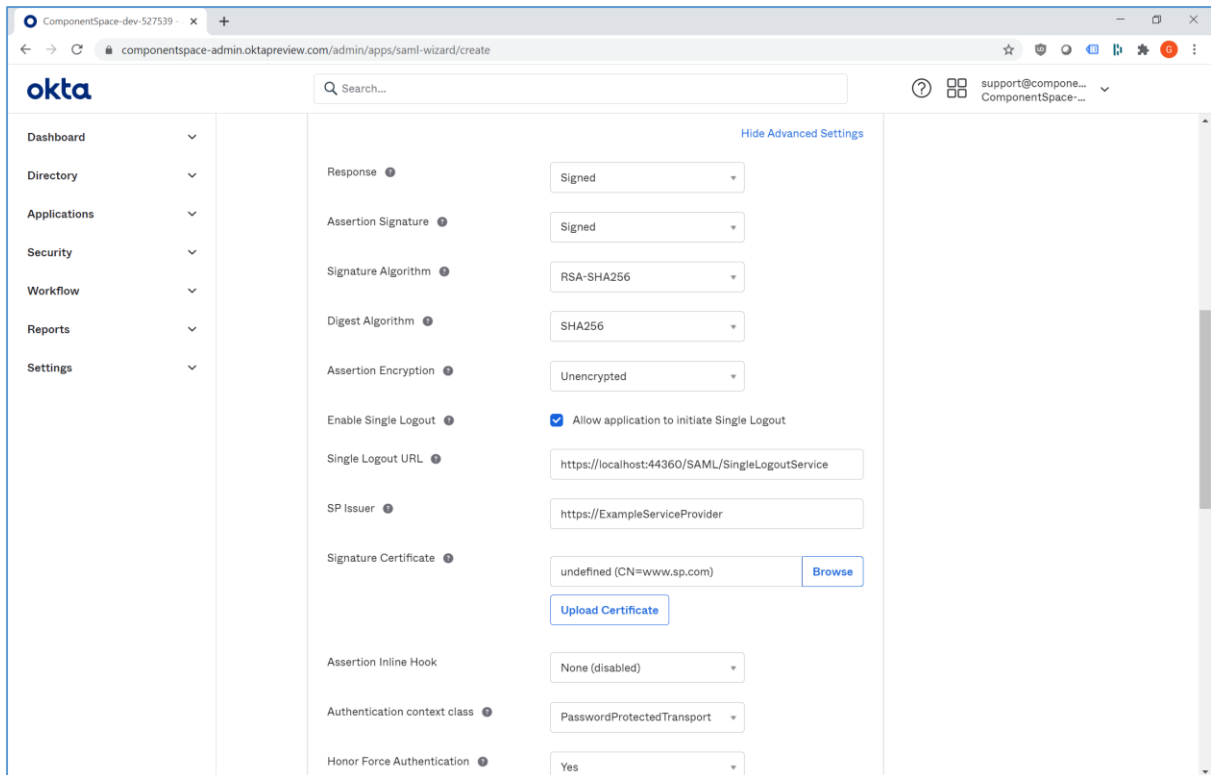 ComponentSpace-dev-527539 -
componentspace-admin.oktapreview.com/admin/apps/saml-wizard/create
G
okta
Search...
support@compone...
ComponentSpace-...
Dashboard
Directory
Applications
Security
Workflow
Reports
Settings
Hide Advanced Settings
Response
Signed
Assertion Signature
Signed
Signature Algorithm
RSA-SHA256
Digest Algorithm
SHA256
Assertion Encryption
Unencrypted
Enable Single Logout
Allow application to initiate Single Logout
Single Logout URL
https://localhost:44360/SAML/SingleLogoutService
SP Issuer
https://ExampleServiceProvider
Signature Certificate
undefined (CN=www.sp.com)
Browse
Upload Certificate
Assertion Inline Hook
None (disabled)
Authentication context class
PasswordProtectedTransport
Honor Force Authentication
Yes